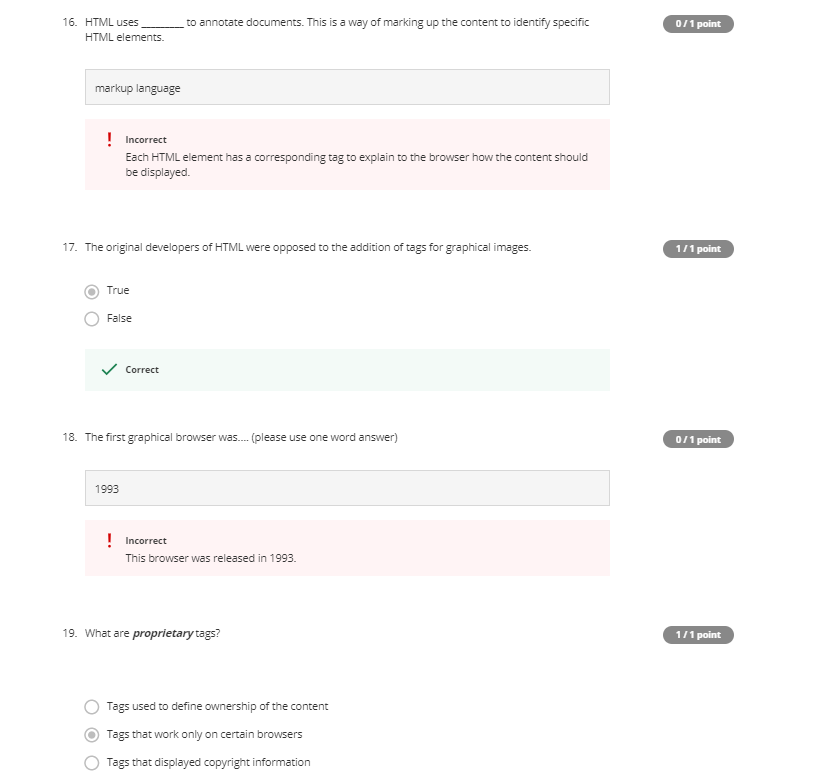 16. HTML uses ________ to annotate documents. This is a way of marking up the content to identify specific
HTML elements.
0 / 1 point
markup language
! Incorrect
Each HTML element has a corresponding tag to explain to the browser how the content should
be displayed.
17. The original developers of HTML were opposed to the addition of tags for graphical images.
1 / 1 point
True
False
Correct
18. The first graphical browser was.... (please use one word answer)
0 / 1 point
1993
! Incorrect
This browser was released in 1993.
19. What are proprietary tags?
1 / 1 point
Tags used to define ownership of the content
Tags that work only on certain browsers
Tags that displayed copyright information